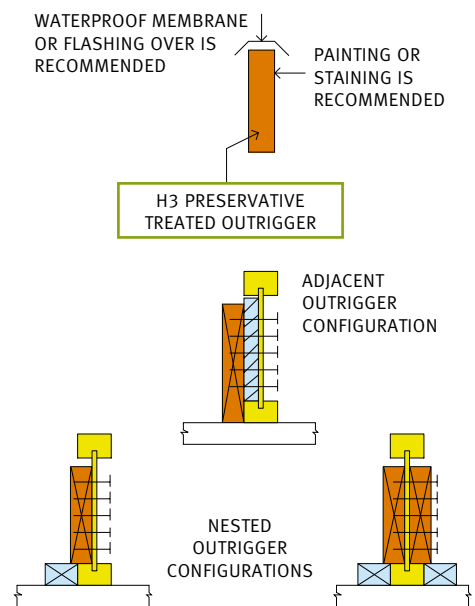 WATERPROOF MEMBRANE
OR FLASHING OVER IS
RECOMMENDED
PAINTING OR
STAINING IS
RECOMMENDED
H3 PRESERVATIVE
TREATED OUTRIGGER
ADJACENT
OUTRIGGER
CONFIGURATION
NESTED
OUTRIGGER
CONFIGURATIONS